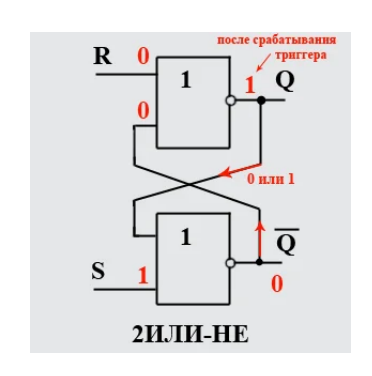 после срабатывания
триггера
R 0 1 Q
1
0
0 или 1
1 Q̅
S 1 0
2ИЛИ-НЕ